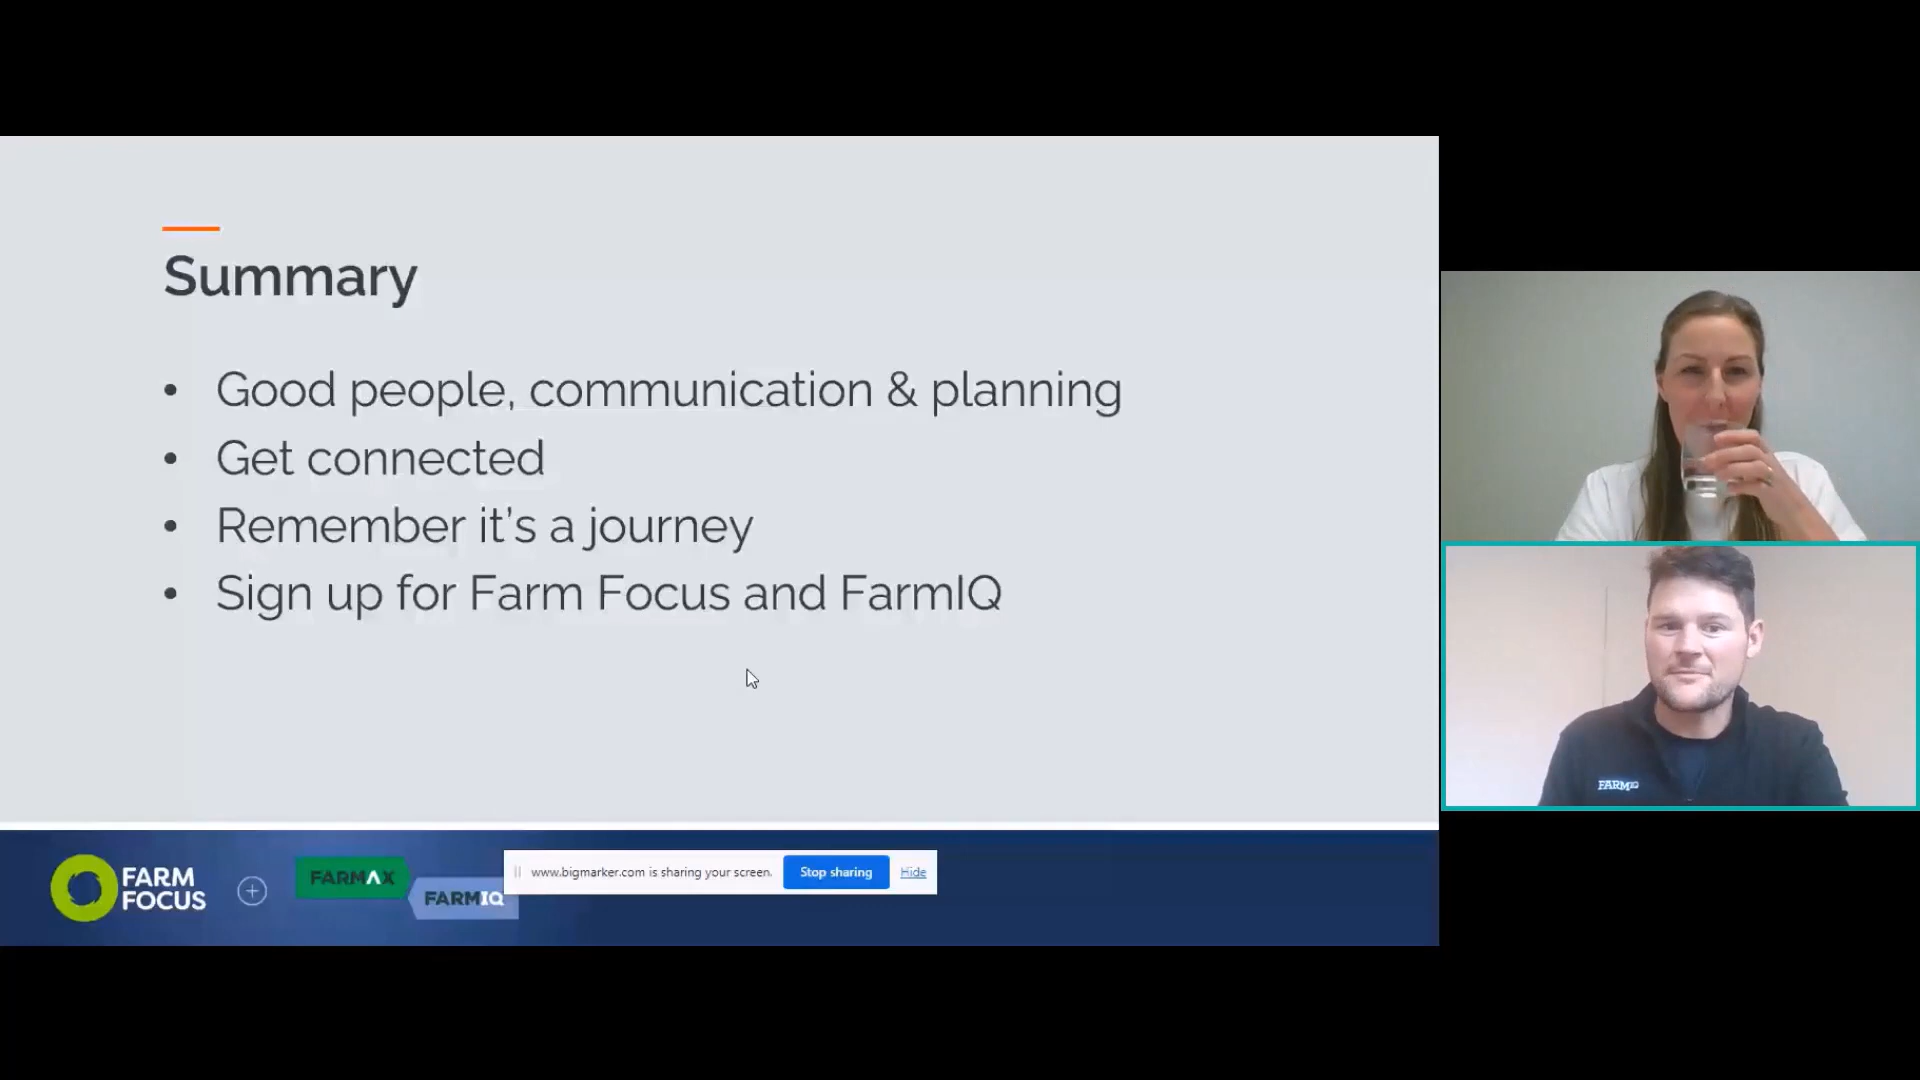 Summary
• Good people, communication & planning
• Get connected
• Remember it's a journey
• Sign up for Farm Focus and FarmIQ
FARMIQ
FARM
FOCUS
FARMAX
FARMIQ
www.bigmarker.com is sharing your screen.
Stop sharing
Hide